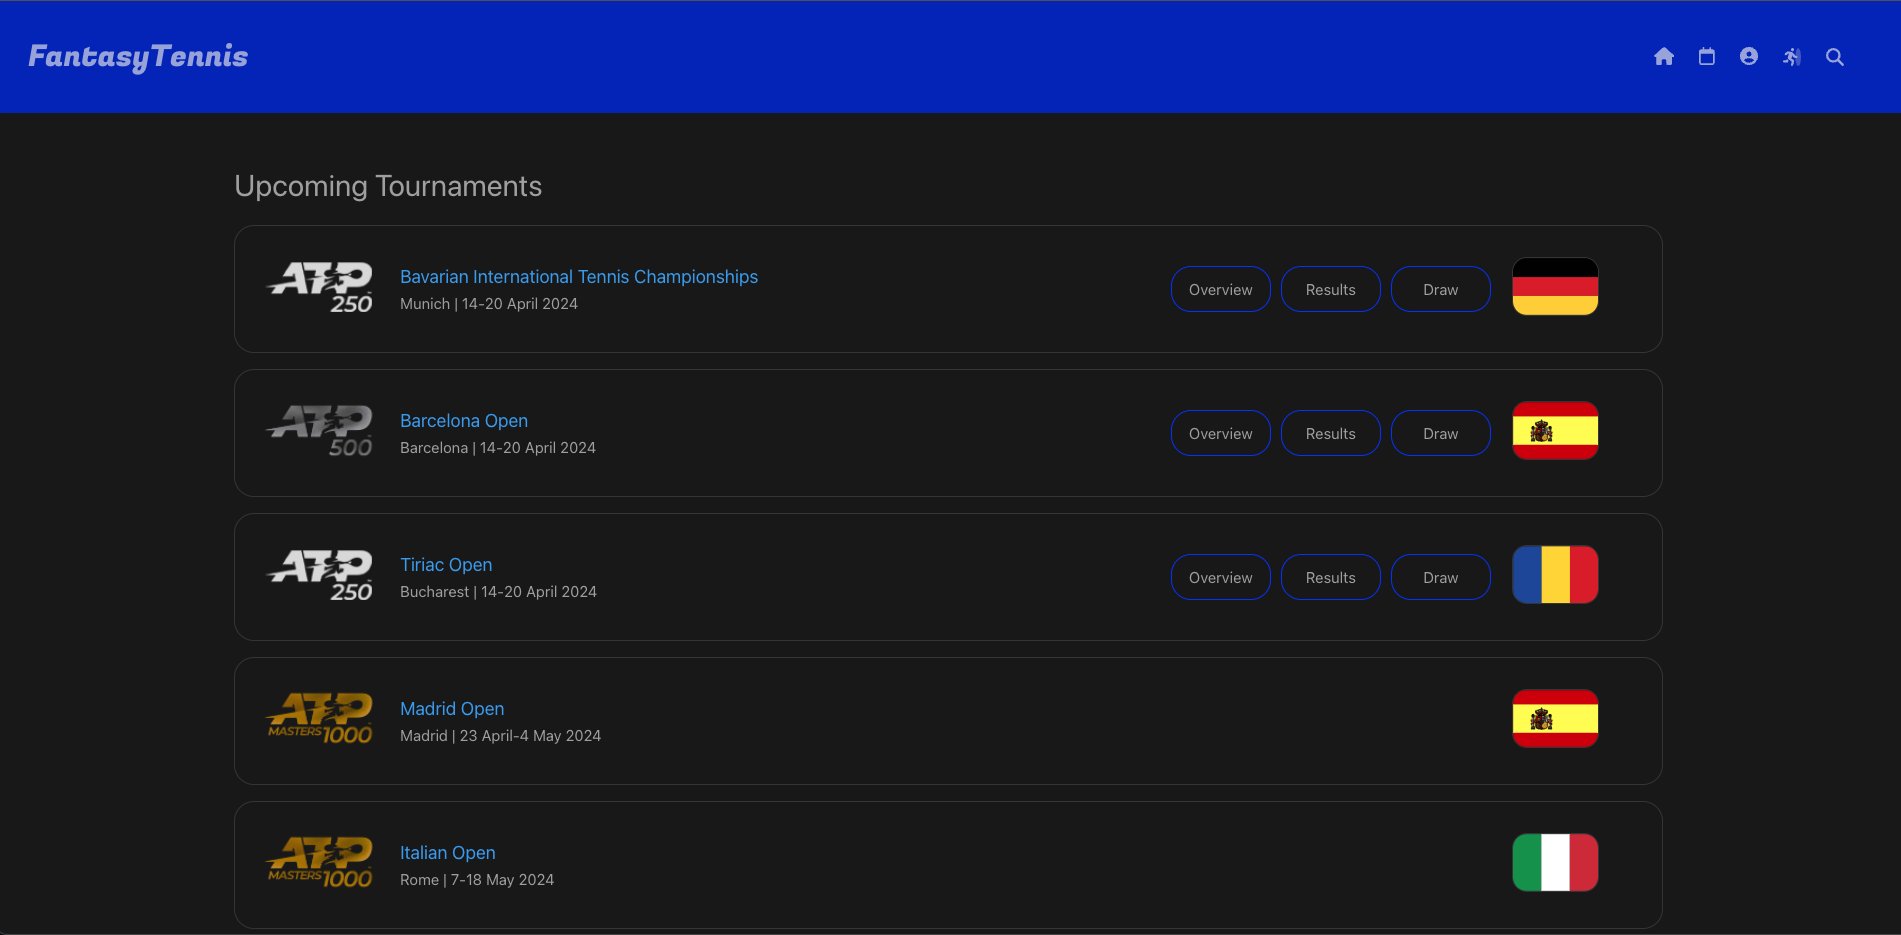 FantasyTennis
Upcoming Tournaments
ATP
250
Bavarian International Tennis Championships
Munich | 14-20 April 2024
Overview
Results
Draw
ATP
500
Barcelona Open
Barcelona | 14-20 April 2024
Overview
Results
Draw
ATP
250
Tiriac Open
Bucharest | 14-20 April 2024
Overview
Results
Draw
ATP
MASTERS 1000
Madrid Open
Madrid | 23 April-4 May 2024
ATP
MASTERS 1000
Italian Open
Rome | 7-18 May 2024